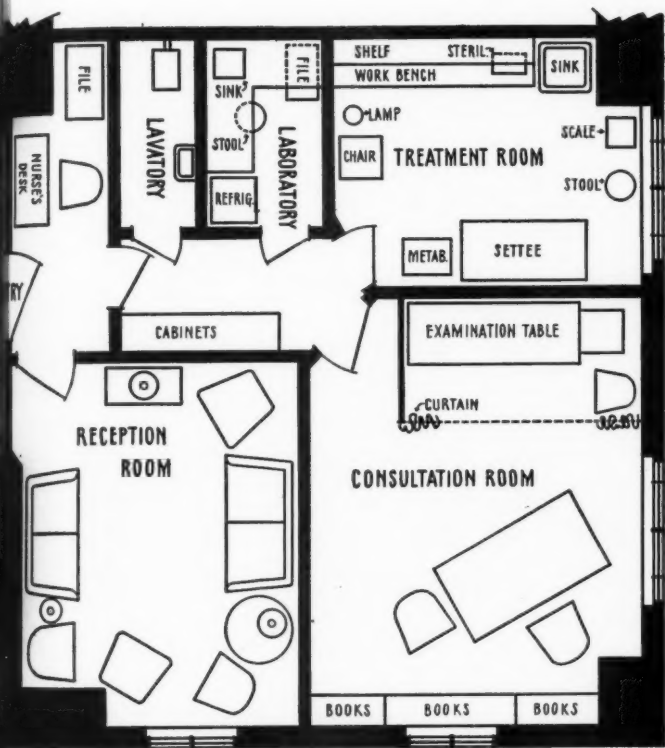 FILE
NURSE'S
DESK
TRY
LAVATORY
SINK
STOOL
FILE
LABORATORY
REFRIG.
SHELF
STERIL.
WORK BENCH
SINK
LAMP
CHAIR
TREATMENT ROOM
SCALE
STOOL
METAB.
SETTEE
CABINETS
EXAMINATION TABLE
CURTAIN
RECEPTION
ROOM
CONSULTATION ROOM
BOOKS
BOOKS
BOOKS